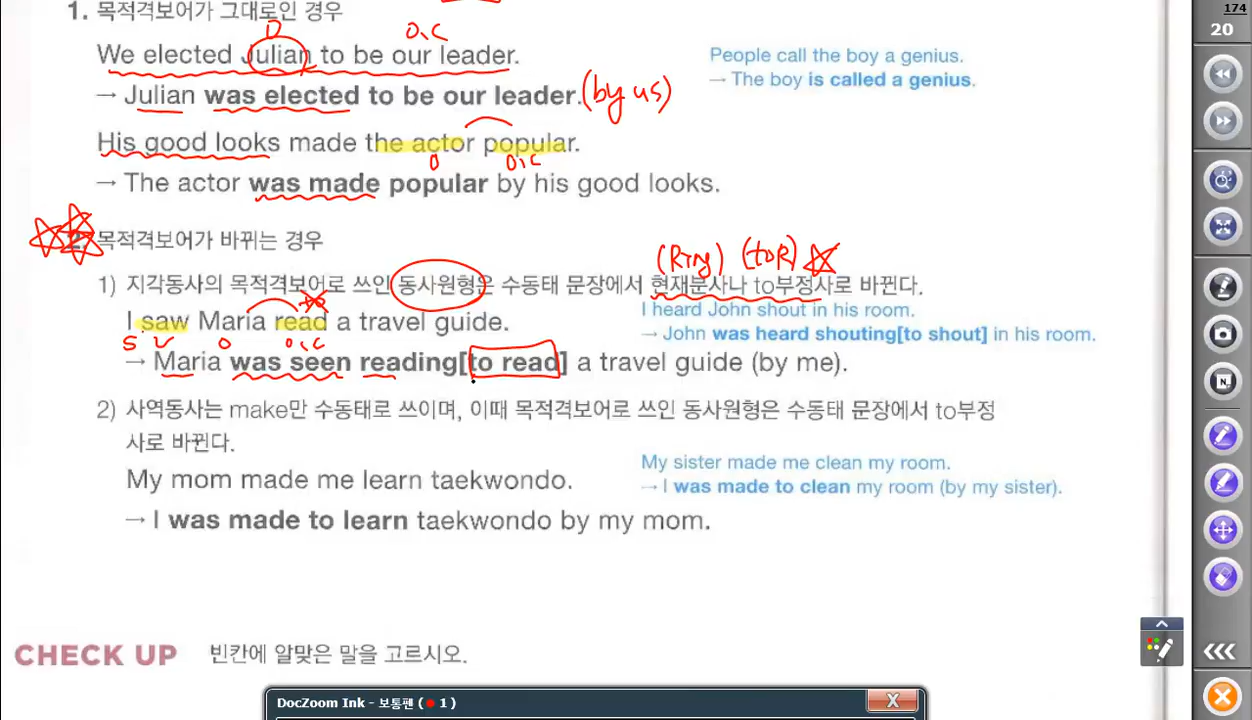 1. 목적격보어가 그대로인 경우
O O.C
We elected Julian to be our leader.
People call the boy a genius.
→ Julian was elected to be our leader. (by us)
→ The boy is called a genius.
His good looks made the actor popular.
O O.C
→ The actor was made popular by his good looks.
2. 목적격보어가 바뀌는 경우
(Ring) (toR)
1) 지각동사의 목적격보어로 쓰인 동사원형은 수동태 문장에서 현재분사나 to부정사로 바뀐다.
I saw Maria read a travel guide.
S V O O.C
I heard John shout in his room.
→ John was heard shouting[to shout] in his room.
→ Maria was seen reading[to read] a travel guide (by me).
2) 사역동사는 make만 수동태로 쓰이며, 이때 목적격보어로 쓰인 동사원형은 수동태 문장에서 to부정
사로 바뀐다.
My mom made me learn taekwondo.
My sister made me clean my room.
→ I was made to clean my room (by my sister).
→ I was made to learn taekwondo by my mom.
CHECK UP 빈칸에 알맞은 말을 고르시오.
DocZoom Ink - 보통펜 ( 1 )
174
20